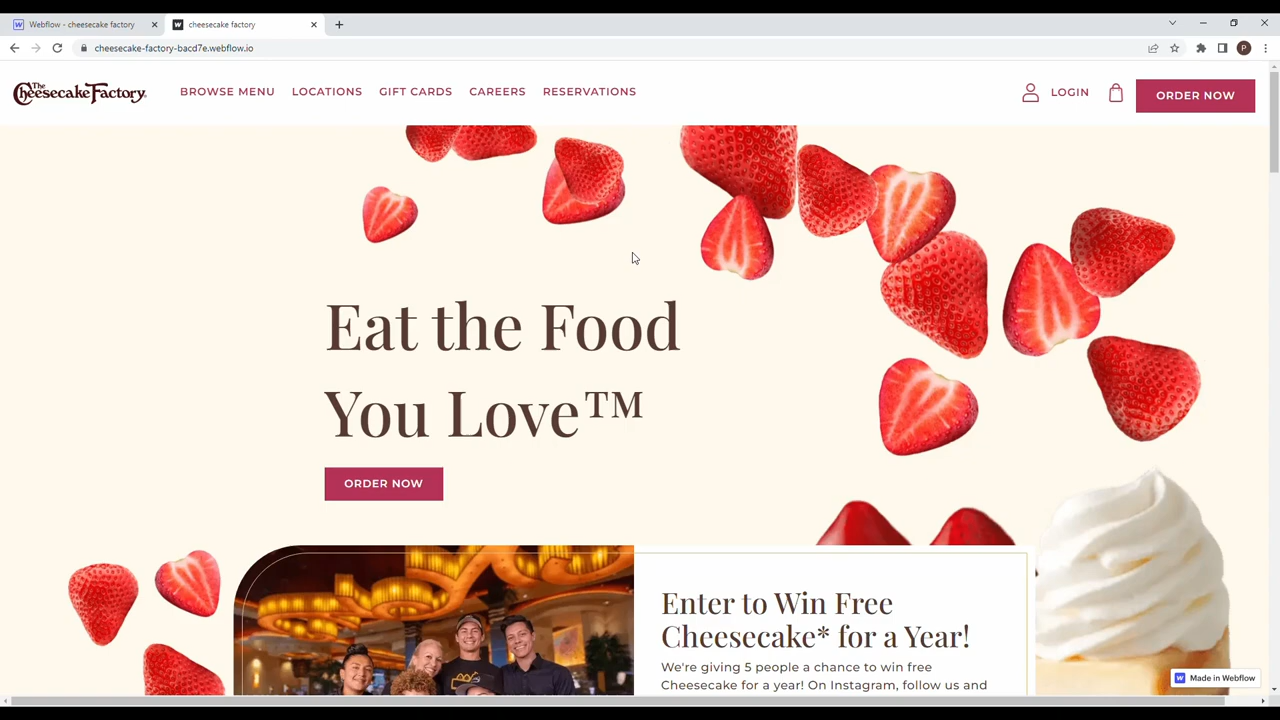 Webflow - cheesecake factory
cheesecake factory
cheesecake-factory-bacd7e.webflow.io
P
The Cheesecake Factory
BROWSE MENU
LOCATIONS
GIFT CARDS
CAREERS
RESERVATIONS
LOGIN
ORDER NOW
Eat the Food
You Love™
ORDER NOW
Enter to Win Free
Cheesecake* for a Year!
We're giving 5 people a chance to win free
Cheesecake for a year! On Instagram, follow us and
Made in Webflow